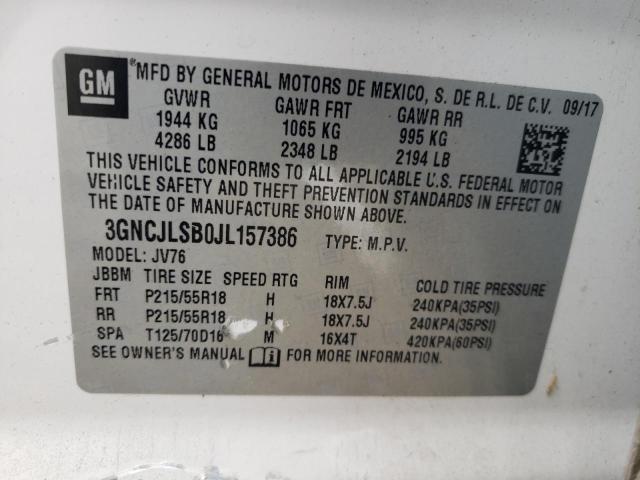 GM
®MFD BY GENERAL MOTORS DE MEXICO, S. DE R.L. DE C.V. 09/17
GVWR GAWR FRT GAWR RR
1944 KG 1065 KG 995 KG
4286 LB 2348 LB 2194 LB
THIS VEHICLE CONFORMS TO ALL APPLICABLE U.S. FEDERAL MOTOR
VEHICLE SAFETY AND THEFT PREVENTION STANDARDS IN EFFECT ON
THE DATE OF MANUFACTURE SHOWN ABOVE.
3GNCJLSB0JL157386 TYPE: M.P.V.
MODEL: JV76
JBBM TIRE SIZE SPEED RTG RIM COLD TIRE PRESSURE
FRT P215/55R18 H 18X7.5J 240KPA(35PSI)
RR P215/55R18 H 18X7.5J 240KPA(35PSI)
SPA T125/70D16 M 16X4T 420KPA(60PSI)
SEE OWNER'S MANUAL FOR MORE INFORMATION.